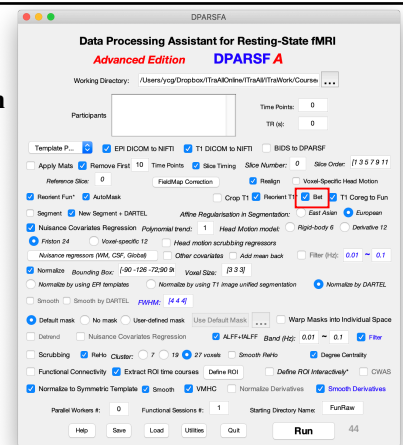 DPARSFA
Data Processing Assistant for Resting-State fMRI
Advanced Edition DPARSF A
Working Directory: /Users/ycg/Dropbox/ITraAllOnline/ITraAll/ITraWork/Course/ ...
Participants
Time Points: 0
TR (s): 0
Template P... EPI DICOM to NIFTI T1 DICOM to NIFTI BIDS to DPARSF
Apply Mats Remove First 10 Time Points Slice Timing Slice Number: 0 Slice Order: [1 3 5 7 9 11
Reference Slice: 0 FieldMap Correction Realign Voxel-Specific Head Motion
Reorient Fun* AutoMask Crop T1 Reorient T1* Bet T1 Coreg to Fun
Segment New Segment + DARTEL Affine Regularisation in Segmentation: East Asian European
Nuisance Covariates Regression Polynomial trend: 1 Head Motion model: Rigid-body 6 Derivative 12
Friston 24 Voxel-specific 12 Head motion scrubbing regressors
Nuisance regressors (WM, CSF, Global) Other covariates Add mean back Filter (Hz): 0.01 ~ 0.1
Normalize Bounding Box: [-90 -126 -72;90 90 Voxel Size: [3 3 3]
Normalize by using EPI templates Normalize by using T1 image unified segmentation Normalize by DARTEL
Smooth Smooth by DARTEL FWHM: [4 4 4]
Default mask No mask User-defined mask Use Default Mask ... Warp Masks into Individual Space
Detrend Nuisance Covariates Regression ALFF+fALFF Band (Hz): 0.01 ~ 0.1 Filter
Scrubbing ReHo Cluster: 7 19 27 voxels Smooth ReHo Degree Centrality
Functional Connectivity Extract ROI time courses Define ROI Define ROI Interactively* CWAS
Normalize to Symmetric Template Smooth VMHC Normalize Derivatives Smooth Derivatives
Parallel Workers #: 0 Functional Sessions #: 1 Starting Directory Name: FunRaw
Help Save Load Utilities Quit Run 44